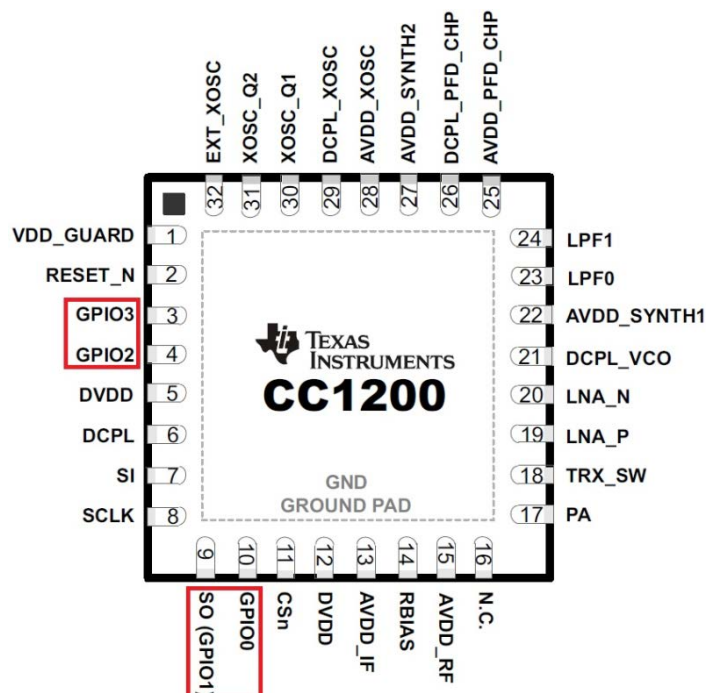 EXT_XOSC
XOSC_Q2
XOSC_Q1
DCPL_XOSC
AVDD_XOSC
AVDD_SYNTH2
DCPL_PFD_CHP
AVDD_PFD_CHP
32
31
30
29
28
27
26
25
VDD_GUARD 1
RESET_N 2
GPIO3 3
GPIO2 4
DVDD 5
DCPL 6
SI 7
SCLK 8
24 LPF1
23 LPF0
22 AVDD_SYNTH1
21 DCPL_VCO
20 LNA_N
19 LNA_P
18 TRX_SW
17 PA
TEXAS
INSTRUMENTS
CC1200
GND
GROUND PAD
9
10
11
12
13
14
15
16
SO (GPIO1
GPIO0
CSn
DVDD
AVDD_IF
RBIAS
AVDD_RF
N.C.